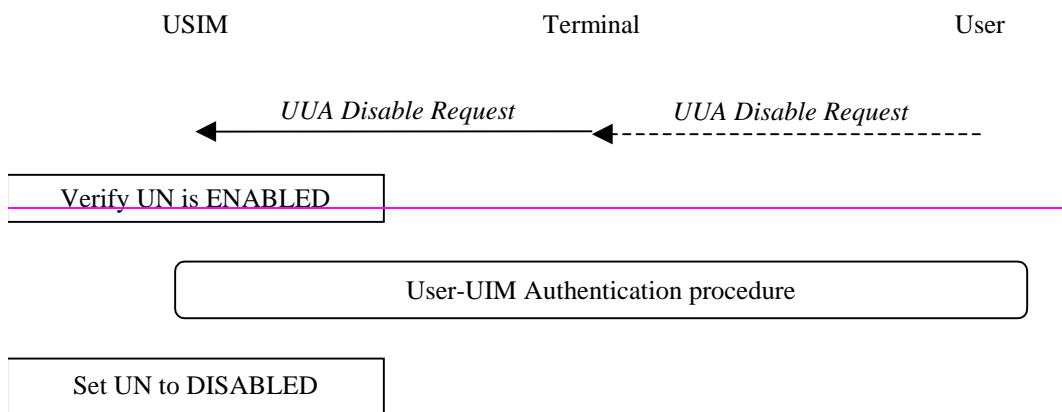 USIM Terminal User
UUA Disable Request UUA Disable Request
Verify UN is ENABLED
User-UIM Authentication procedure
Set UN to DISABLED